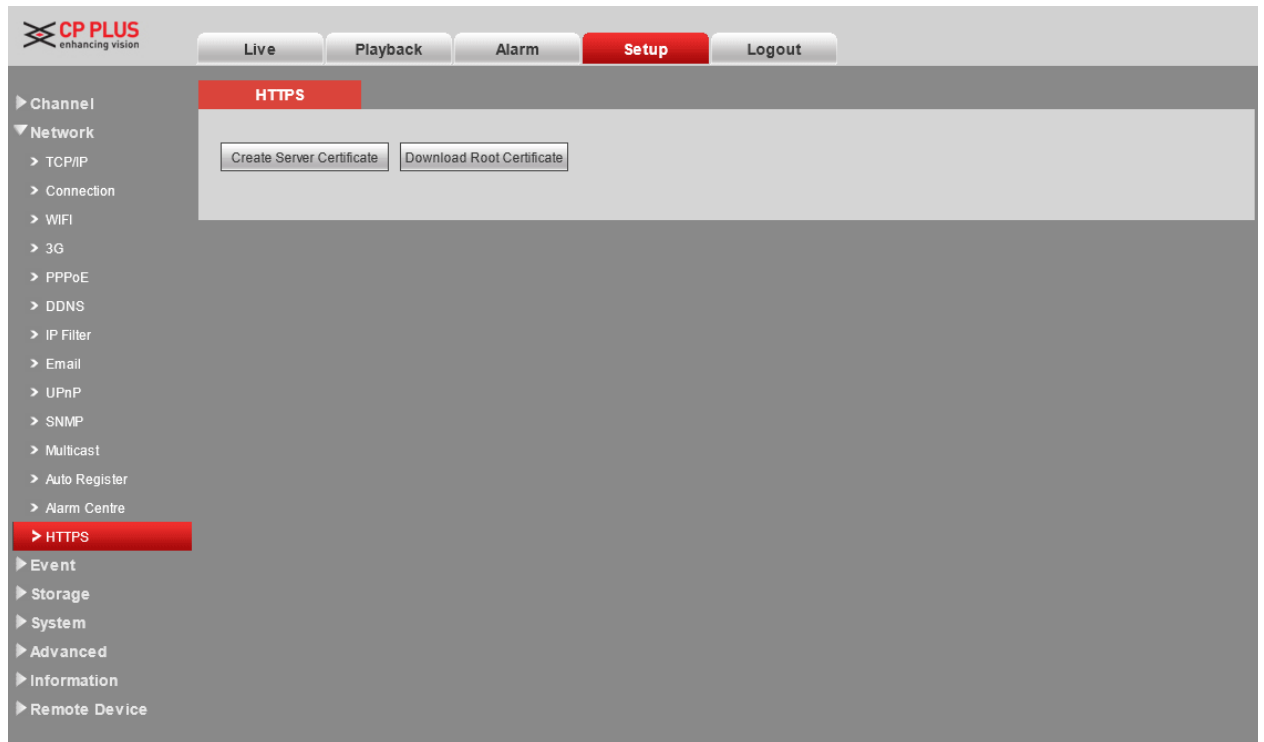 CP PLUS
enhancing vision
Live Playback Alarm Setup Logout
Channel
Network
TCP/IP
Connection
WIFI
3G
PPPoE
DDNS
IP Filter
Email
UPnP
SNMP
Multicast
Auto Register
Alarm Centre
HTTPS
Event
Storage
System
Advanced
Information
Remote Device
HTTPS
Create Server Certificate Download Root Certificate